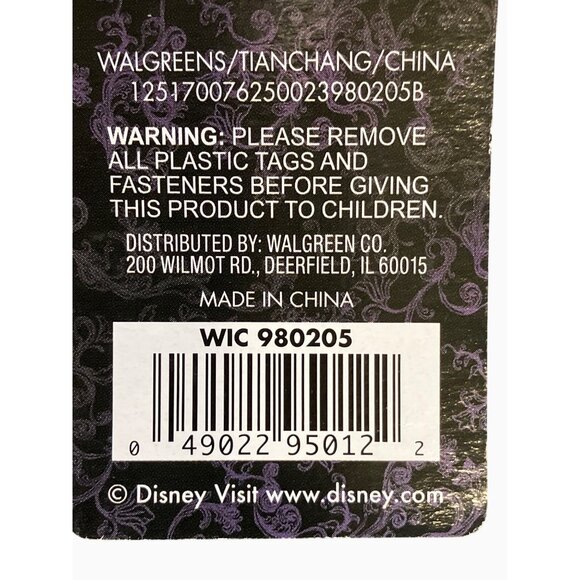 WALGREENS/TIANCHANG/CHINA
12517007625002398​0205B
WARNING: PLEASE REMOVE
ALL PLASTIC TAGS AND
FASTENERS BEFORE GIVING
THIS PRODUCT TO CHILDREN.
DISTRIBUTED BY: WALGREEN CO.
200 WILMOT RD., DEERFIELD, IL 60015
MADE IN CHINA
WIC 980205
0 49022 95012 2
© Disney Visit www.disney.com